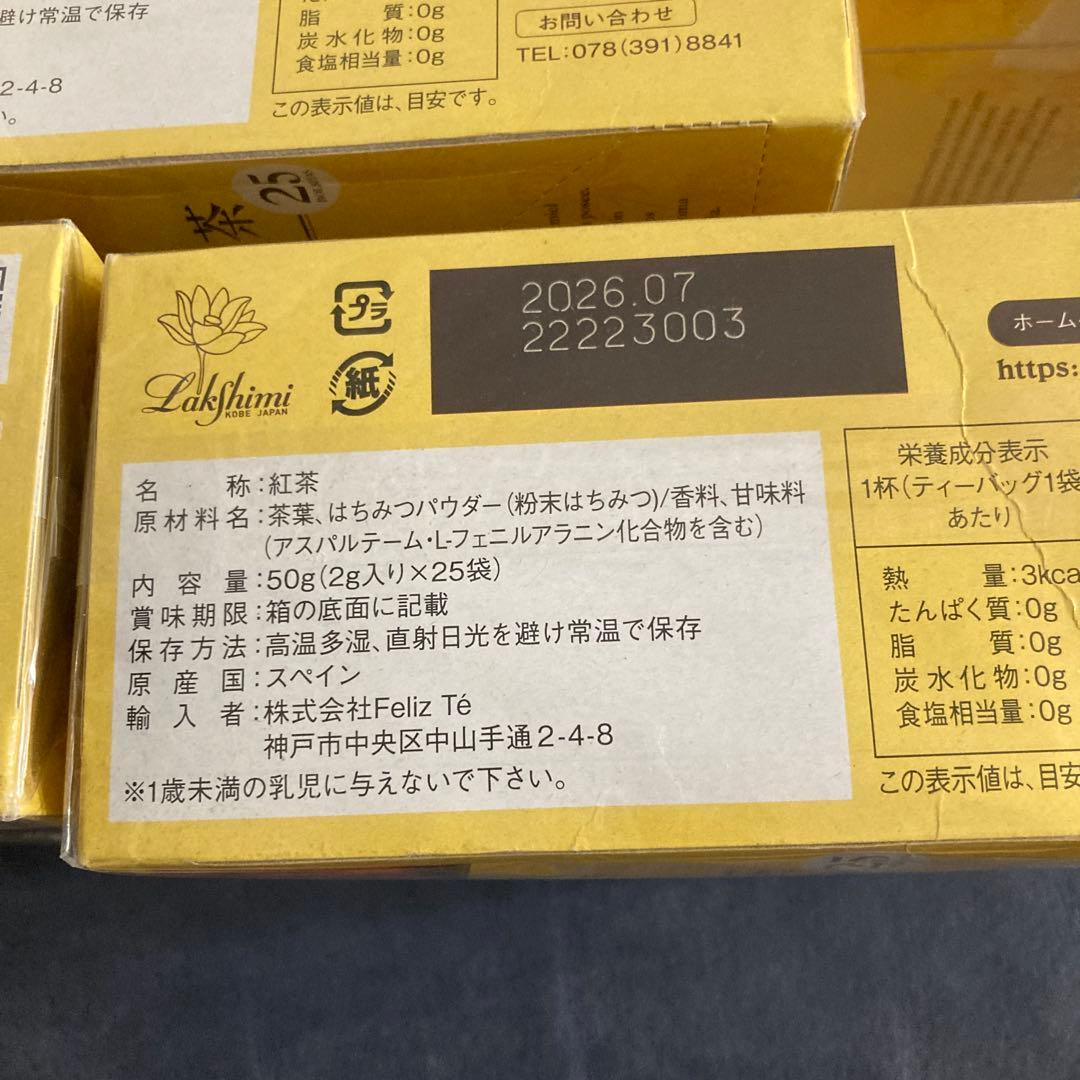 避け常温で保存
2-4-8
い。
脂 質:0g
炭水化物:0g
食塩相当量:0g
この表示値は、目安です。
お問い合わせ
TEL:078(391)8841
茶
25
Lakshimi
KOBE JAPAN
プラ
紙
2026.07
22223003
ホーム
https:
名 称:紅茶
原材料名:茶葉、はちみつパウダー(粉末はちみつ)/香料、甘味料
(アスパルテーム・L-フェニルアラニン化合物を含む)
内容量:50g(2g入り×25袋)
賞味期限:箱の底面に記載
保存方法:高温多湿、直射日光を避け常温で保存
原産国:スペイン
輸入者:株式会社Feliz Té
神戸市中央区中山手通2-4-8
※1歳未満の乳児に与えないで下さい。
栄養成分表示
1杯(ティーバッグ1袋
あたり
熱 量:3kca
たんぱく質:0g
脂 質:0g
炭水化物:0g
食塩相当量:0g
この表示値は、目安